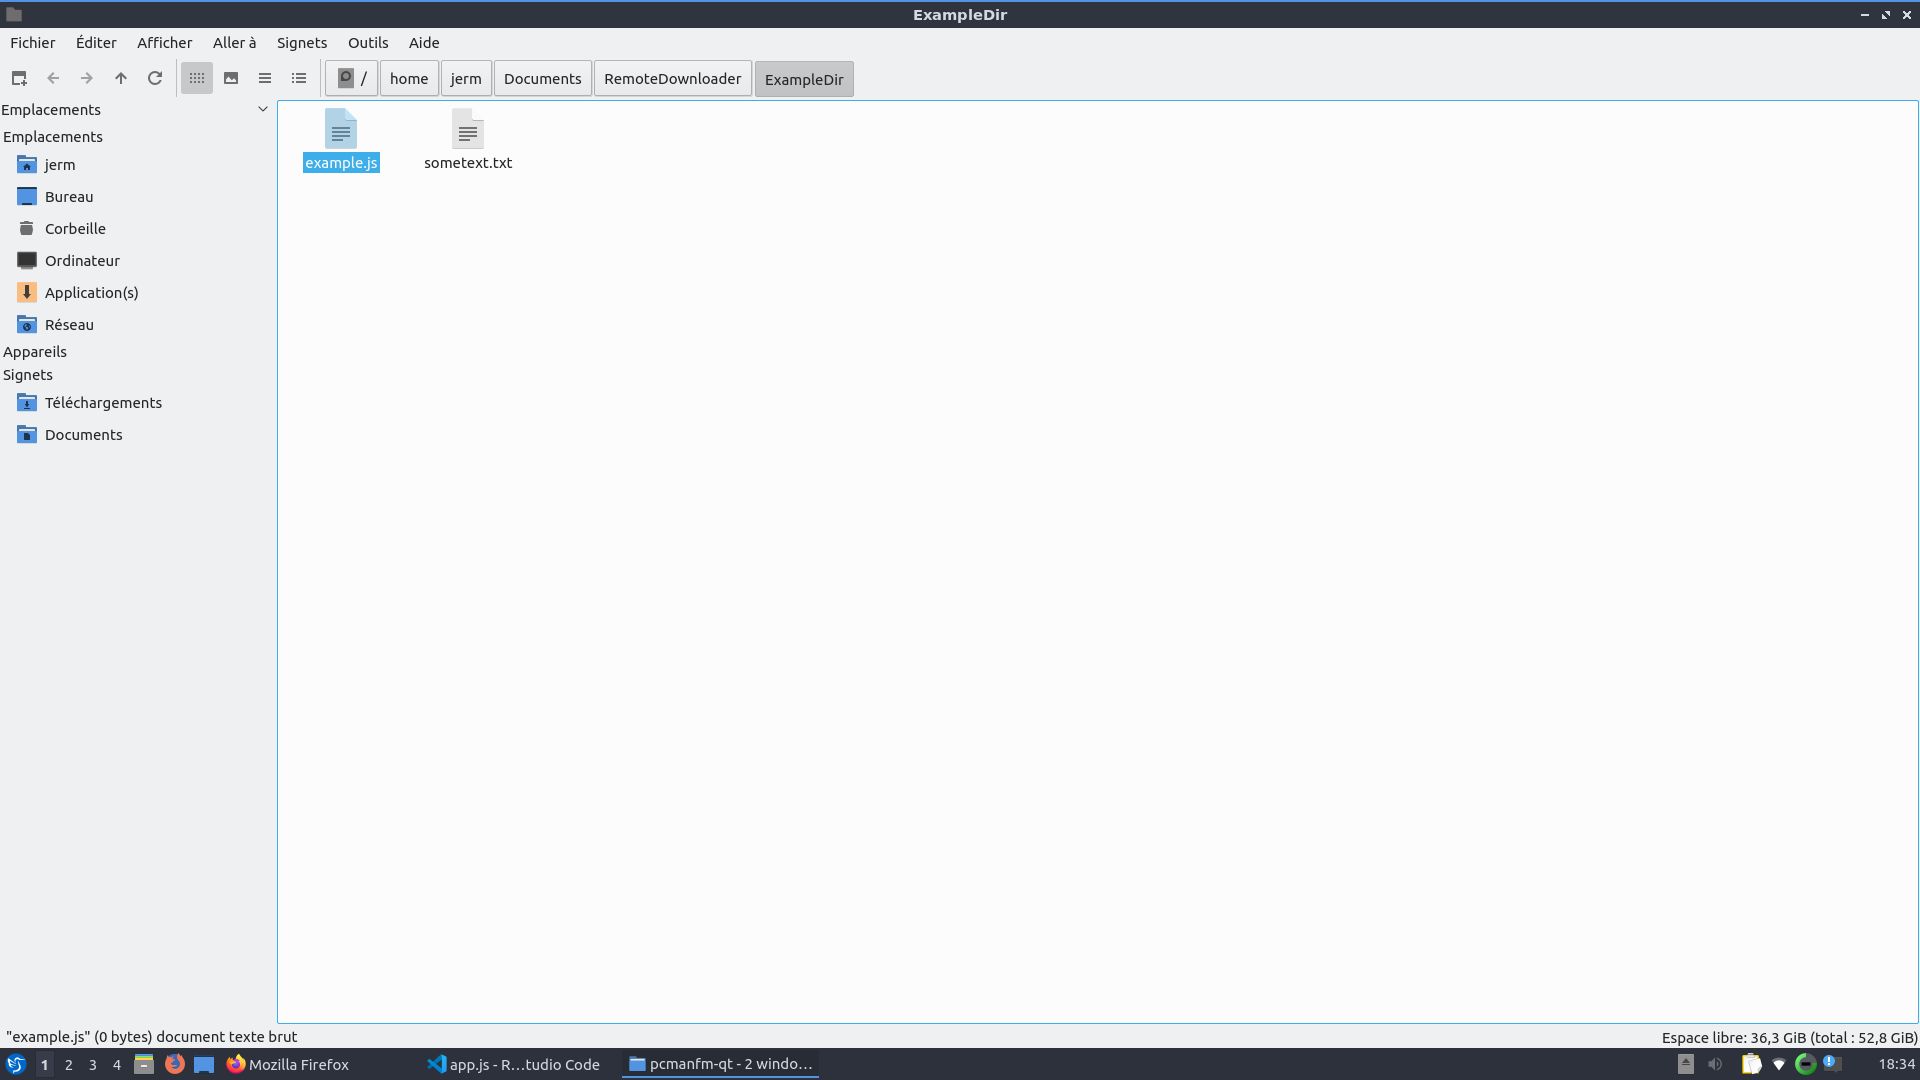 ExampleDir
Fichier Éditer Afficher Aller à Signets Outils Aide
/ home jerm Documents RemoteDownloader ExampleDir
Emplacements
Emplacements
jerm
Bureau
Corbeille
Ordinateur
Application(s)
Réseau
Appareils
Signets
Téléchargements
Documents
example.js sometext.txt
"example.js" (0 bytes) document texte brut
Espace libre: 36,3 GiB (total : 52,8 GiB)
1 2 3 4 Mozilla Firefox app.js - R…tudio Code pcmanfm-qt - 2 windo… 18:34